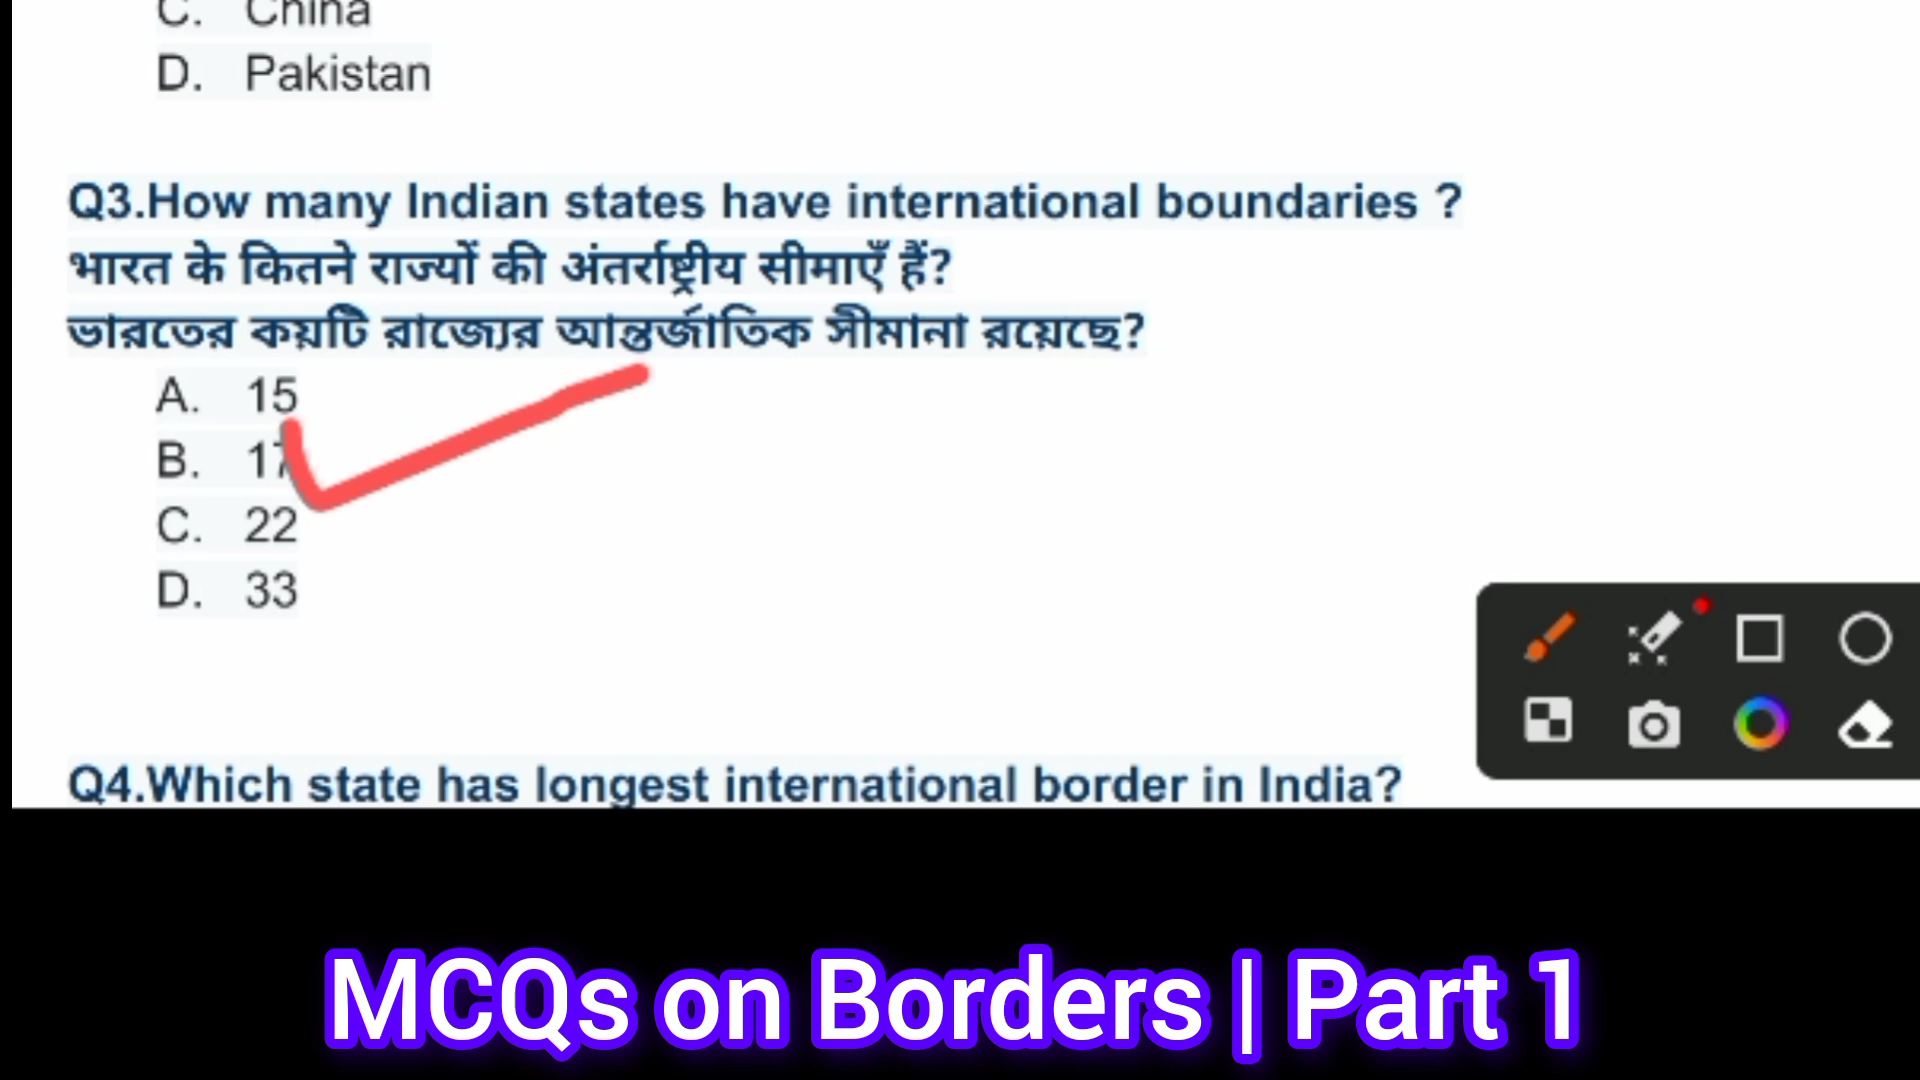 C. China
D. Pakistan
Q3.How many Indian states have international boundaries ?
भारत के कितने राज्यों की अंतर्राष्ट्रीय सीमाएँ हैं?
ভারতের কয়টি রাজ্যের আন্তর্জাতিক সীমানা রয়েছে?
A. 15
B. 17
C. 22
D. 33
Q4.Which state has longest international border in India?
MCQs on Borders | Part 1